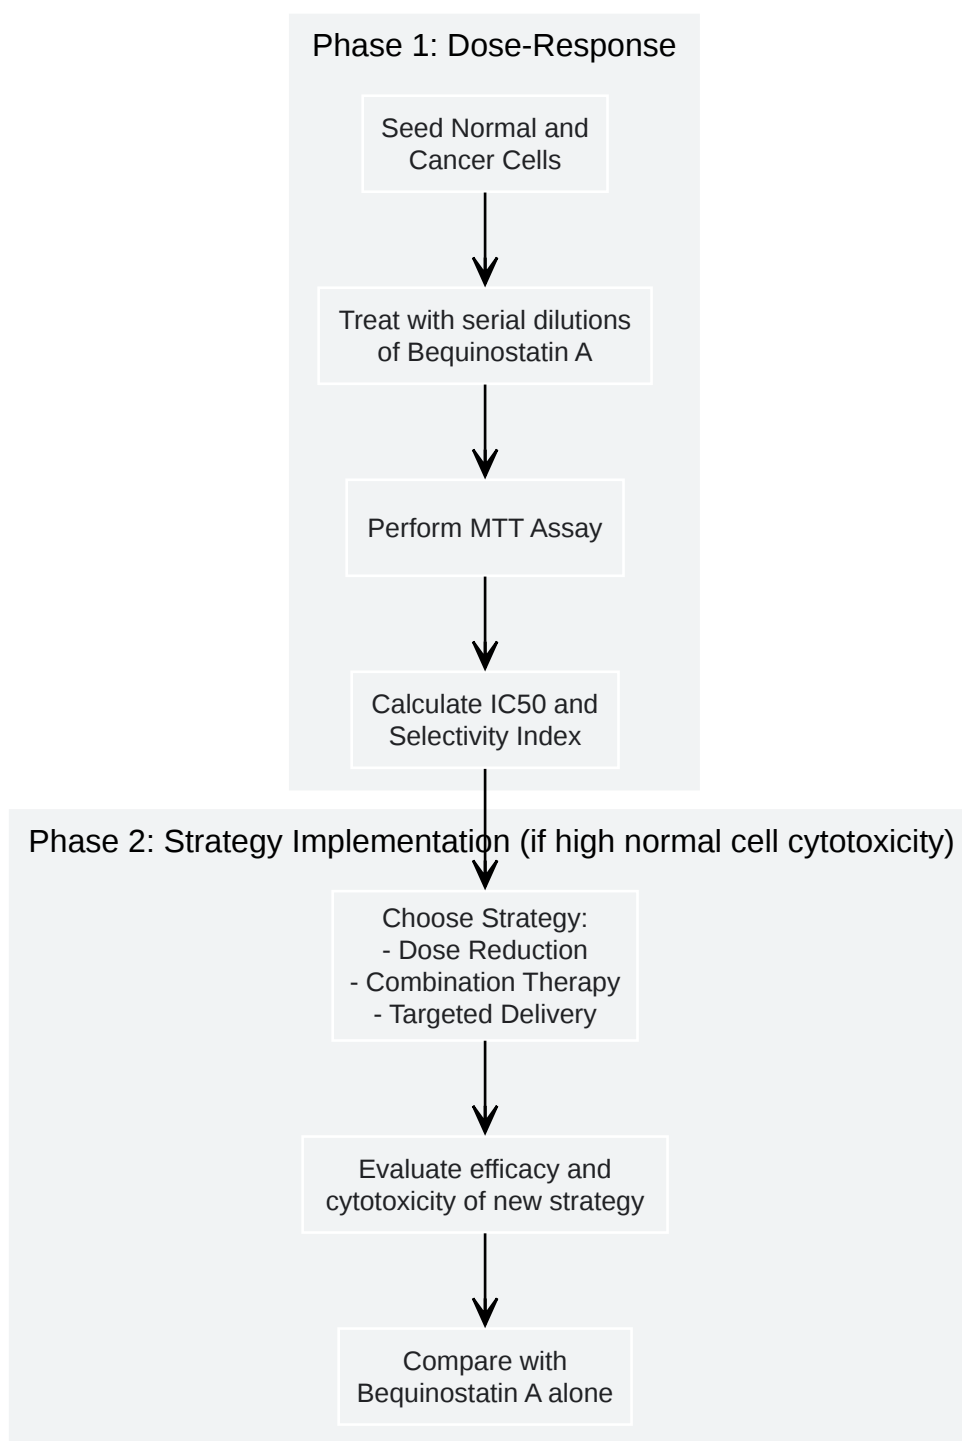 Phase 1: Dose-Response
Seed Normal and
Cancer Cells
Treat with serial dilutions
of Bequinostatin A
Perform MTT Assay
Calculate IC50 and
Selectivity Index
Phase 2: Strategy Implementation (if high normal cell cytotoxicity)
Choose Strategy:
- Dose Reduction
- Combination Therapy
- Targeted Delivery
Evaluate efficacy and
cytotoxicity of new strategy
Compare with
Bequinostatin A alone